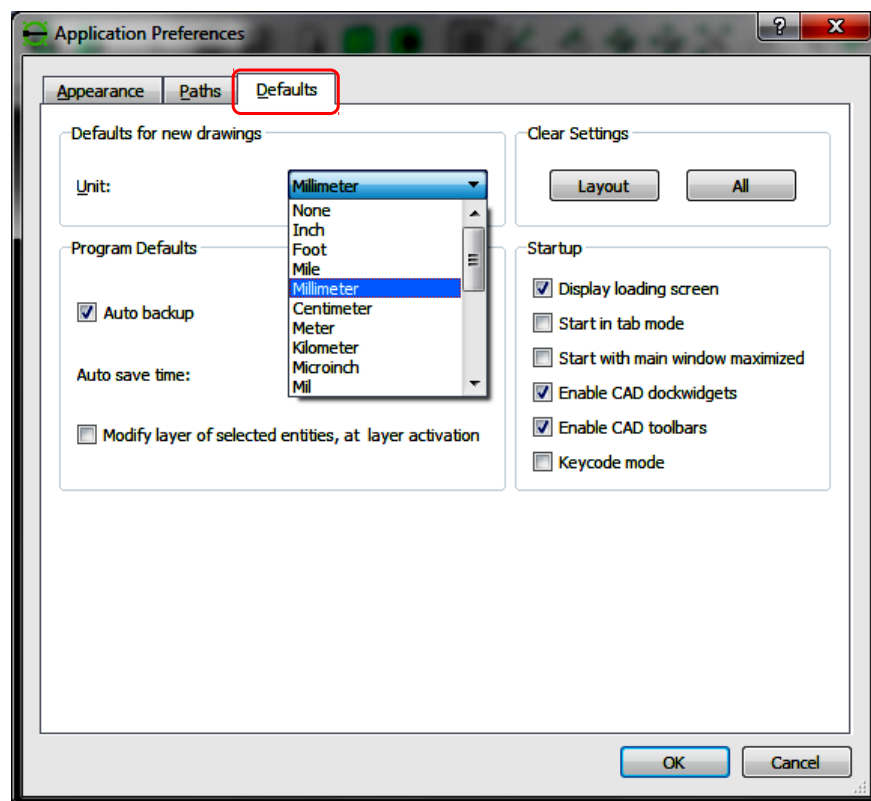 Application Preferences
?
X
Appearance
Paths
Defaults
Defaults for new drawings
Unit:
Millimeter
None
Inch
Foot
Mile
Millimeter
Centimeter
Meter
Kilometer
Microinch
Mil
Program Defaults
Auto backup
Auto save time:
Modify layer of selected entities, at layer activation
Clear Settings
Layout
All
Startup
Display loading screen
Start in tab mode
Start with main window maximized
Enable CAD dockwidgets
Enable CAD toolbars
Keycode mode
OK
Cancel